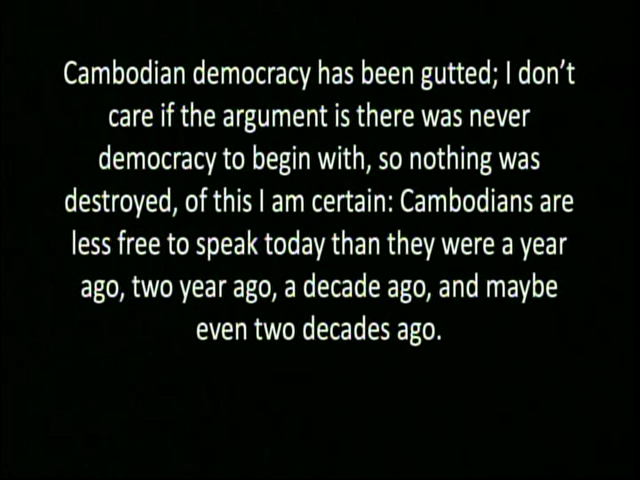 Cambodian democracy has been gutted; I don’t
care if the argument is there was never
democracy to begin with, so nothing was
destroyed, of this I am certain: Cambodians are
less free to speak today than they were a year
ago, two year ago, a decade ago, and maybe
even two decades ago.